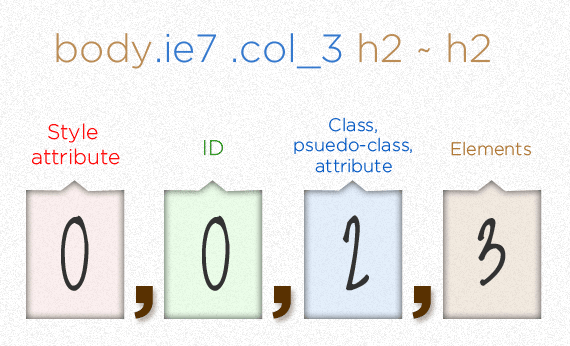 body.ie7 .col_3 h2 ~ h2
Style
attribute
ID
Class,
psuedo-class,
attribute
Elements
0 , 0 , 2 , 3